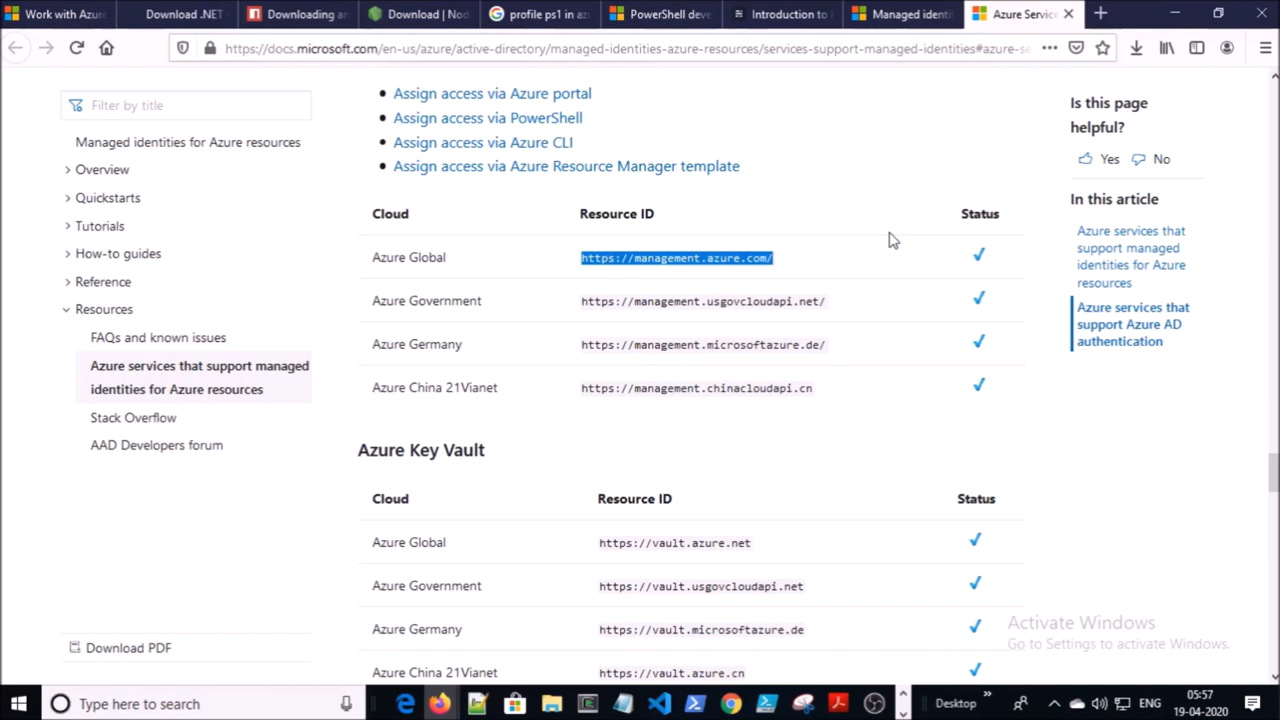 Work with Azure
Download .NET
Downloading an
Download | Nod
profile ps1 in az
PowerShell deve
Introduction to
Managed identi
Azure Servic
https://docs.microsoft.com/en-us/azure/active-directory/managed-identities-azure-resources/services-support-managed-identities#azure-se
Filter by title
Managed identities for Azure resources
Overview
Quickstarts
Tutorials
How-to guides
Reference
Resources
FAQs and known issues
Azure services that support managed
identities for Azure resources
Stack Overflow
AAD Developers forum
Download PDF
Assign access via Azure portal
Assign access via PowerShell
Assign access via Azure CLI
Assign access via Azure Resource Manager template
Cloud Resource ID Status
Azure Global https://management.azure.com/
Azure Government https://management.usgovcloudapi.net/
Azure Germany https://management.microsoftazure.de/
Azure China 21Vianet https://management.chinacloudapi.cn
Azure Key Vault
Cloud Resource ID Status
Azure Global https://vault.azure.net
Azure Government https://vault.usgovcloudapi.net
Azure Germany https://vault.microsoftazure.de
Azure China 21Vianet https://vault.azure.cn
Is this page
helpful?
Yes No
In this article
Azure services that
support managed
identities for Azure
resources
Azure services that
support Azure AD
authentication
Activate Windows
Go to Settings to activate Windows.
Type here to search
Desktop
ENG
05:57
19-04-2020